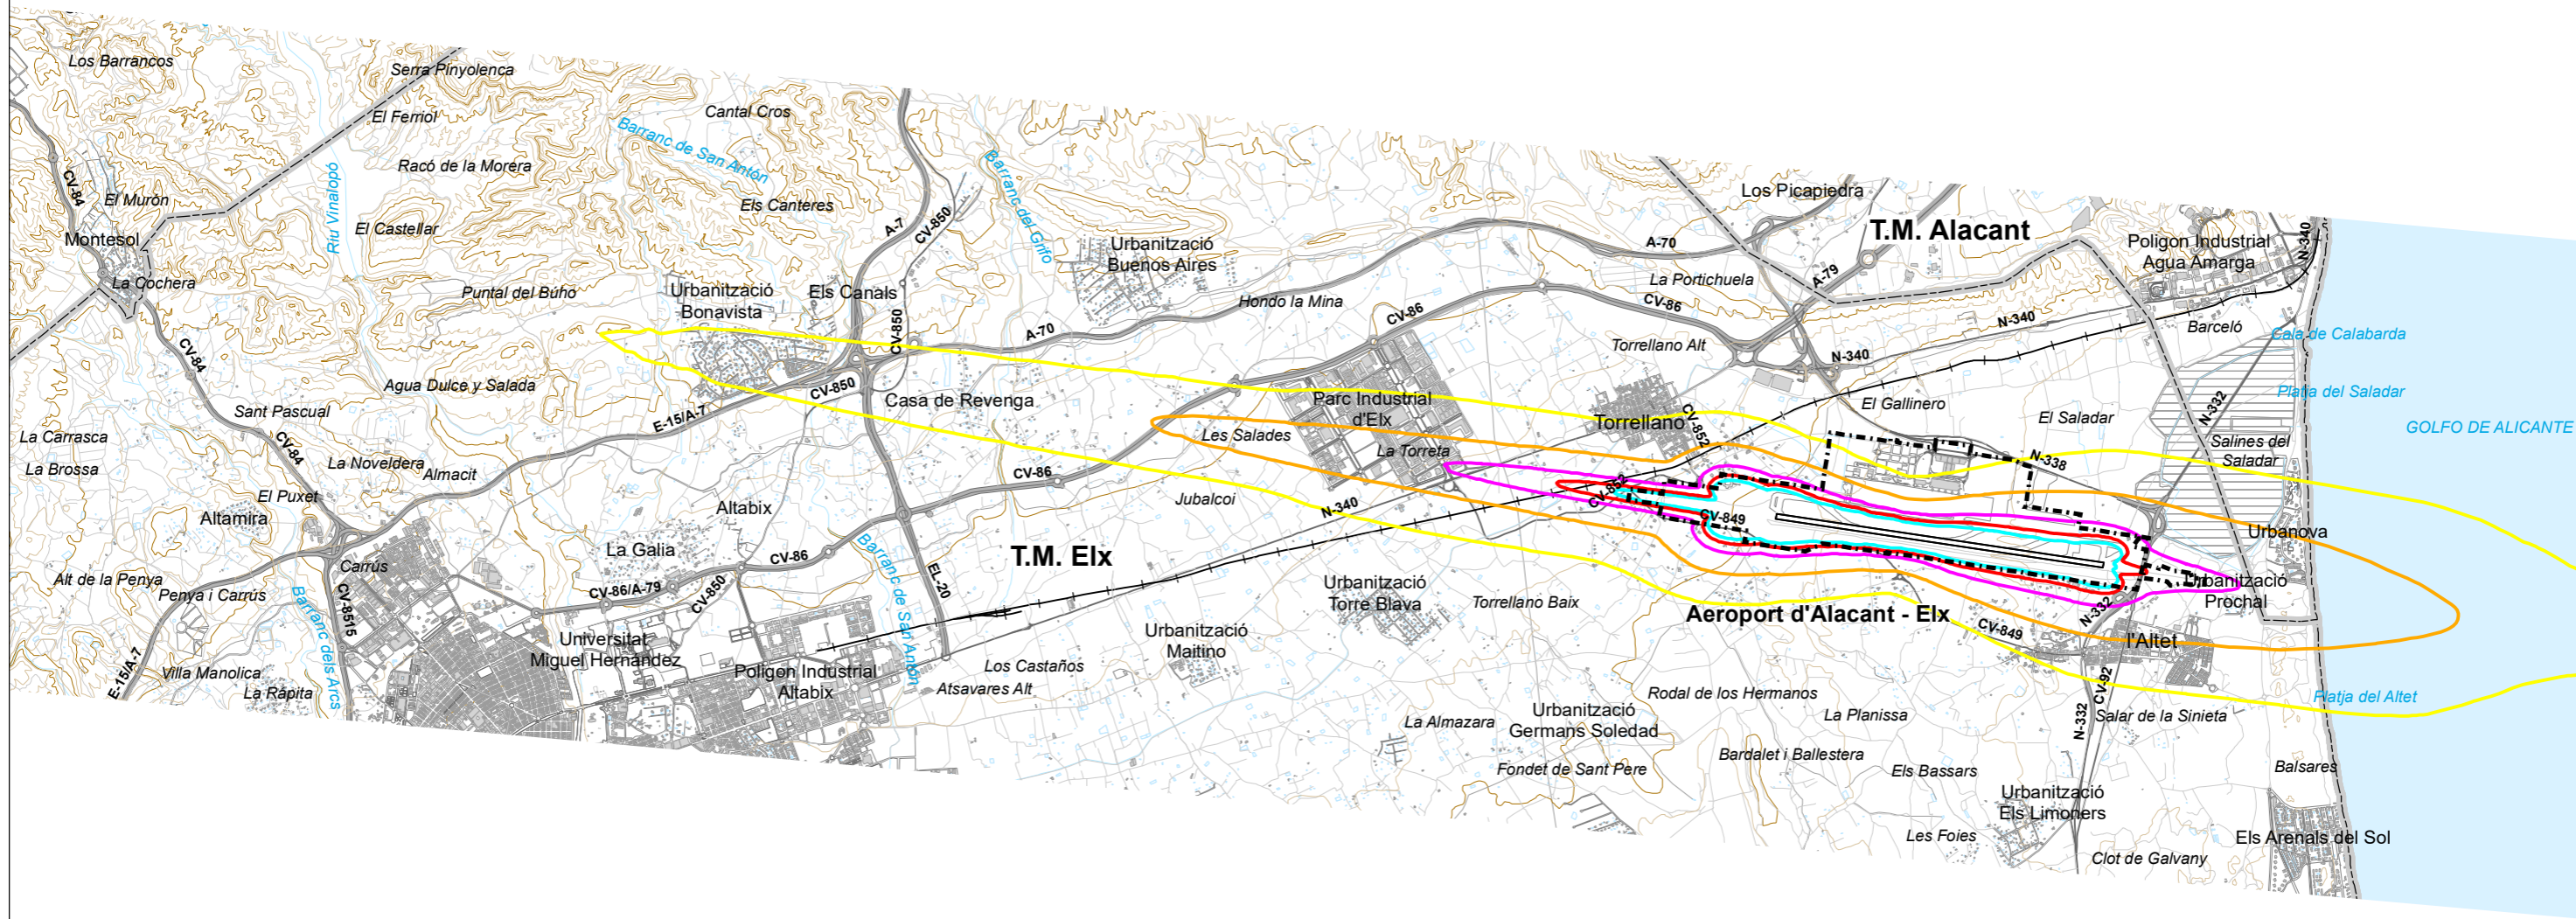 Los Barrancos
Serra Pinyolenca
Cantal Cros
El Ferriol
Barranc de San Antón
Racó de la Morera
Riu Vinalopó
CV-84
El Murón
Els Canteres
El Castellar
Montesol
La Cochera
A-7
CV-850
Barranc del Grifo
Urbanització
Buenos Aires
Los Picapiedra
T.M. Alacant
A-70
Poligon Industrial
Agua Amarga
N-340
Puntal del Búho
Urbanització
Bonavista
Els Canals
CV-850
A-70
Hondo la Mina
La Portichuela
A-79
CV-86
CV-86
N-340
Barceló
Cala de Calabarda
CV-84
Torrellano Alt
N-340
Agua Dulce y Salada
CV-850
E-15/A-7
Casa de Revenga
Parc Industrial
d'Elx
Platja del Saladar
N-332
Sant Pascual
La Carrasca
La Brossa
CV-84
La Noveldera
Almacit
Les Salades
La Torreta
Torrellano
CV-852
El Gallinero
El Saladar
GOLFO DE ALICANTE
Salines del
Saladar
N-338
El Puxet
Altamira
CV-86
Jubalcoi
N-340
CV-852
CV-849
Altabix
La Galia
CV-86
Urbanova
Carrús
Alt de la Penya
Penya i Carrús
Barranc dels Arcs
CV-8515
CV-86/A-79
CV-850
Barranc de San Antón
EL-20
T.M. Elx
Urbanització
Torre Blava
Torrellano Baix
Aeroport d'Alacant - Elx
Urbanització
Prochal
N-332
CV-849
l'Altet
Universitat
Miguel Hernández
Urbanització
Maitino
E-15/A-7
Villa Manolica
La Ràpita
Poligon Industrial
Altabix
Los Castaños
Atsavares Alt
Rodal de los Hermanos
CV-92
Platja del Altet
Urbanització
Germans Soledad
La Almazara
La Planissa
N-332
Salar de la Sinieta
Bardalet i Ballestera
Fondet de Sant Pere
Els Bassars
Balsares
Urbanització
Els Limoners
Les Foies
Els Arenals del Sol
Clot de Galvany